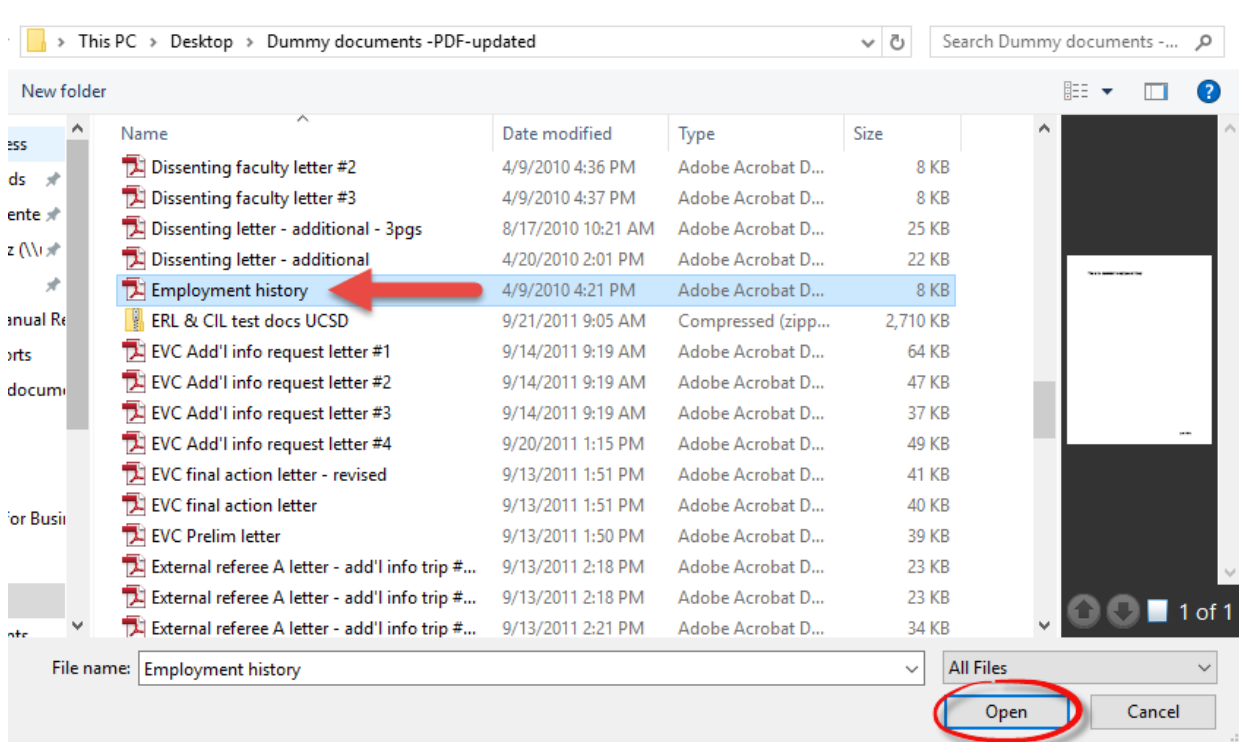 This PC > Desktop > Dummy documents -PDF-updated
Search Dummy documents -...
New folder
Name Date modified Type Size
Dissenting faculty letter #2 4/9/2010 4:36 PM Adobe Acrobat D... 8 KB
ds Dissenting faculty letter #3 4/9/2010 4:37 PM Adobe Acrobat D... 8 KB
ente Dissenting letter - additional - 3pgs 8/17/2010 10:21 AM Adobe Acrobat D... 25 KB
z (\\ Dissenting letter - additional 4/20/2010 2:01 PM Adobe Acrobat D... 22 KB
Employment history 4/9/2010 4:21 PM Adobe Acrobat D... 8 KB
anual Re ERL & CIL test docs UCSD 9/21/2011 9:05 AM Compressed (zipp... 2,710 KB
orts EVC Add'l info request letter #1 9/14/2011 9:19 AM Adobe Acrobat D... 64 KB
docum EVC Add'l info request letter #2 9/14/2011 9:19 AM Adobe Acrobat D... 47 KB
EVC Add'l info request letter #3 9/14/2011 9:19 AM Adobe Acrobat D... 37 KB
EVC Add'l info request letter #4 9/20/2011 1:15 PM Adobe Acrobat D... 49 KB
EVC final action letter - revised 9/13/2011 1:51 PM Adobe Acrobat D... 41 KB
for Busi EVC final action letter 9/13/2011 1:51 PM Adobe Acrobat D... 40 KB
EVC Prelim letter 9/13/2011 1:50 PM Adobe Acrobat D... 39 KB
External referee A letter - add'l info trip #... 9/13/2011 2:18 PM Adobe Acrobat D... 23 KB
External referee A letter - add'l info trip #... 9/13/2011 2:18 PM Adobe Acrobat D... 23 KB
External referee A letter - add'l info trip #... 9/13/2011 2:21 PM Adobe Acrobat D... 34 KB
1 of 1
File name: Employment history All Files
Open Cancel